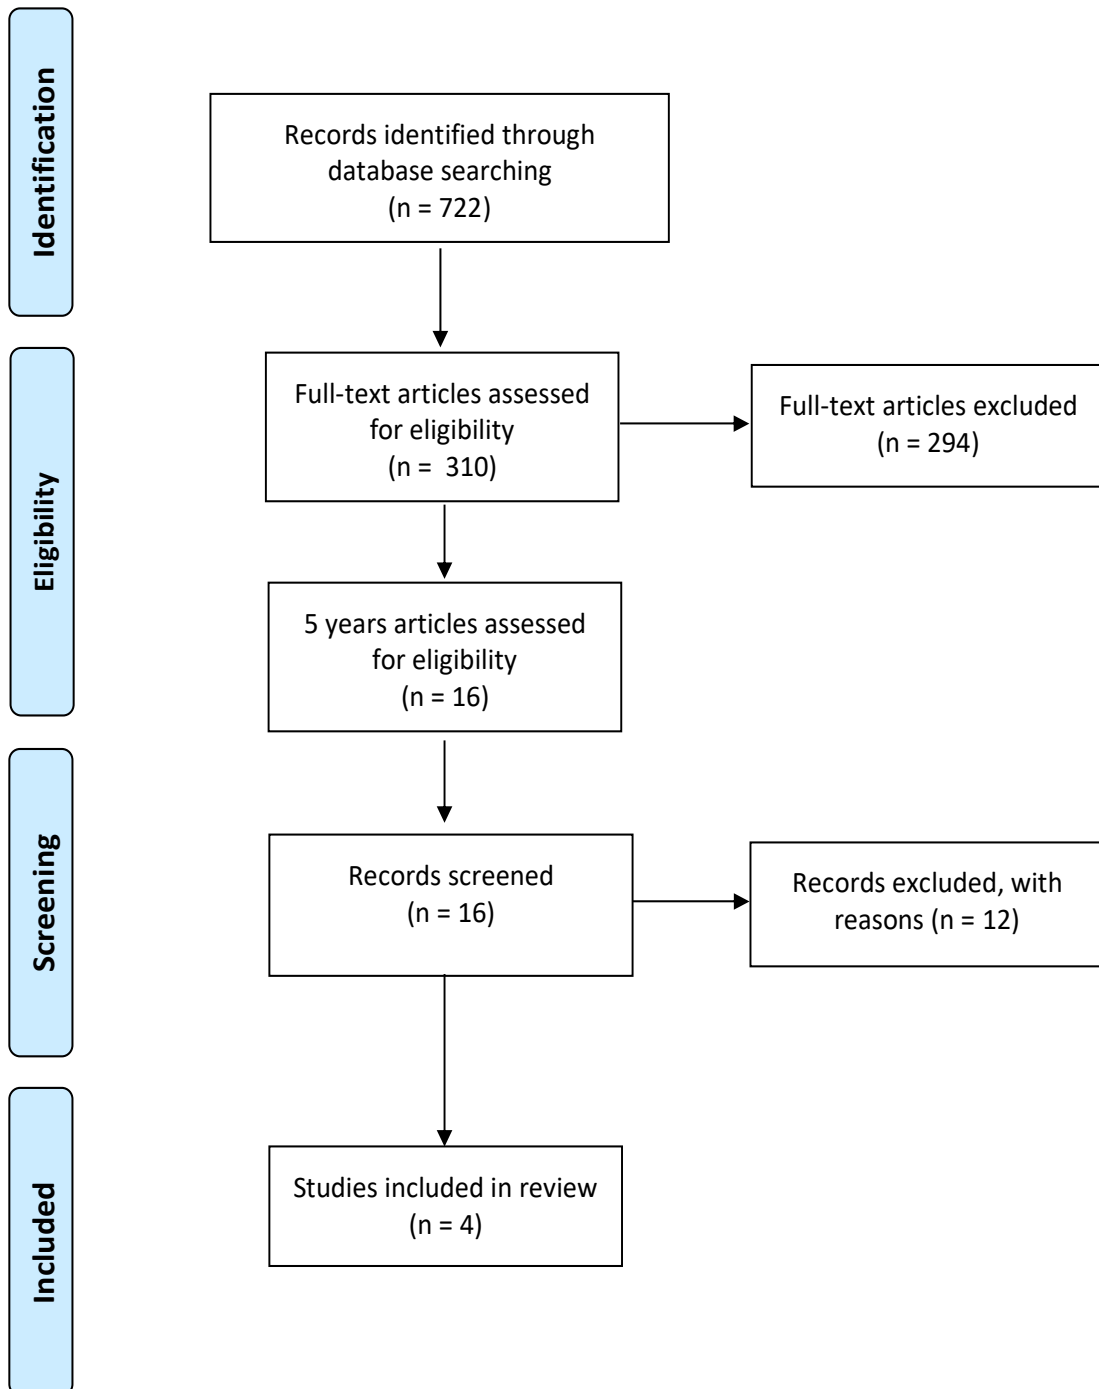 Identification
Records identified through
database searching
(n = 722)
Eligibility
Full-text articles assessed
for eligibility
(n =  310)
Full-text articles excluded
(n = 294)
5 years articles assessed
for eligibility
(n = 16)
Screening
Records screened
(n = 16)
Records excluded, with
reasons (n = 12)
Included
Studies included in review
(n = 4)